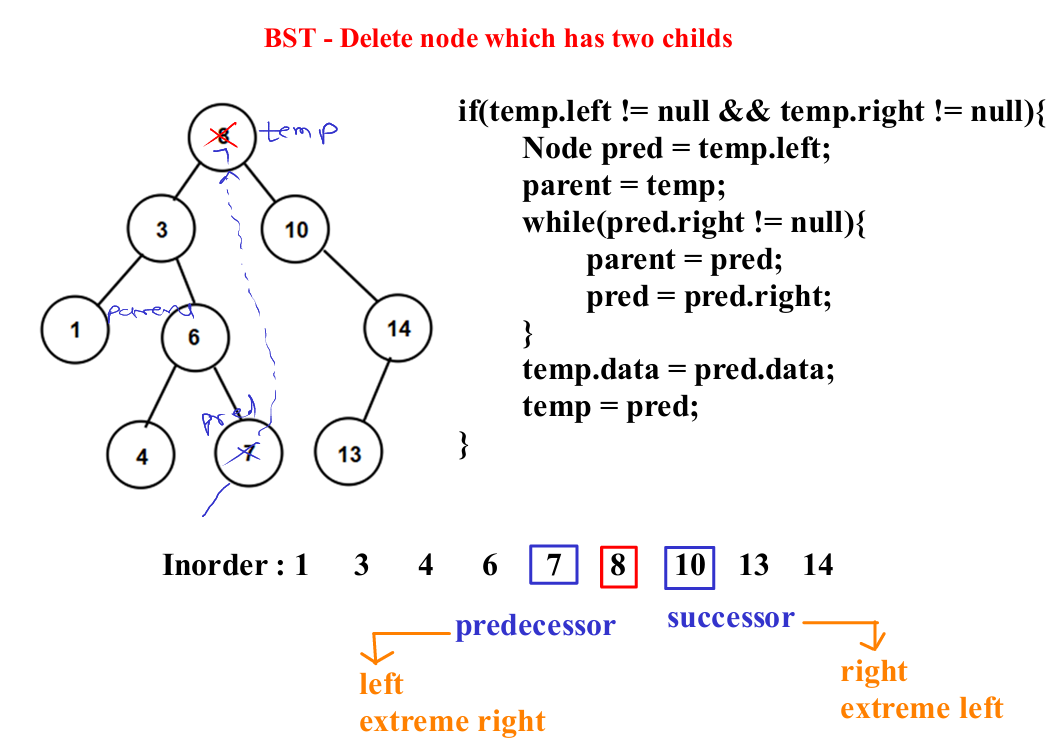 BST - Delete node which has two childs
8
temp
7
3
10
1
parent
6
14
pred
4
7
13
if(temp.left != null && temp.right != null){
Node pred = temp.left;
parent = temp;
while(pred.right != null){
parent = pred;
pred = pred.right;
}
temp.data = pred.data;
temp = pred;
}
Inorder : 1 3 4 6 7 8 10 13 14
predecessor
successor
left
extreme right
right
extreme left